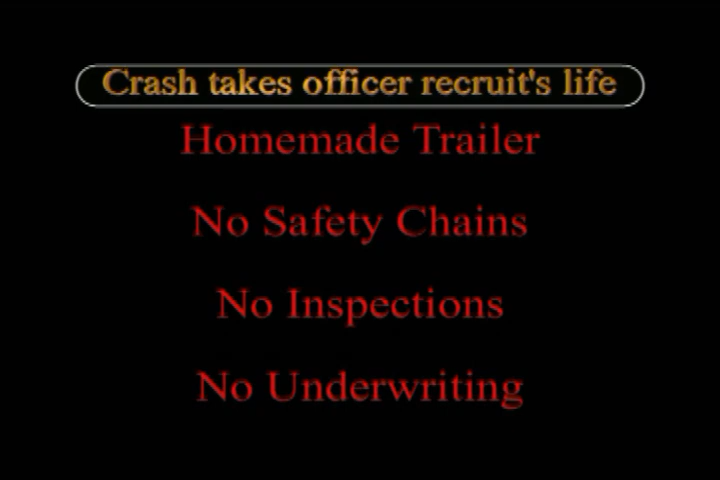 Crash takes officer recruit's life
Homemade Trailer
No Safety Chains
No Inspections
No Underwriting